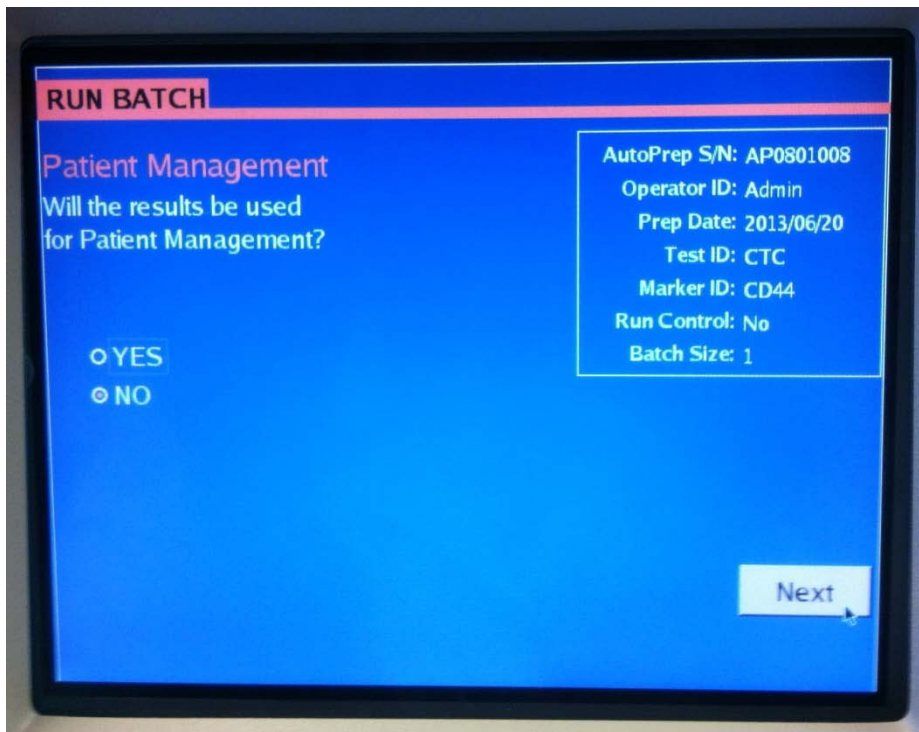 RUN BATCH
Patient Management
Will the results be used
for Patient Management?
YES
NO
AutoPrep S/N: AP0801008
Operator ID: Admin
Prep Date: 2013/06/20
Test ID: CTC
Marker ID: CD44
Run Control: No
Batch Size: 1
Next